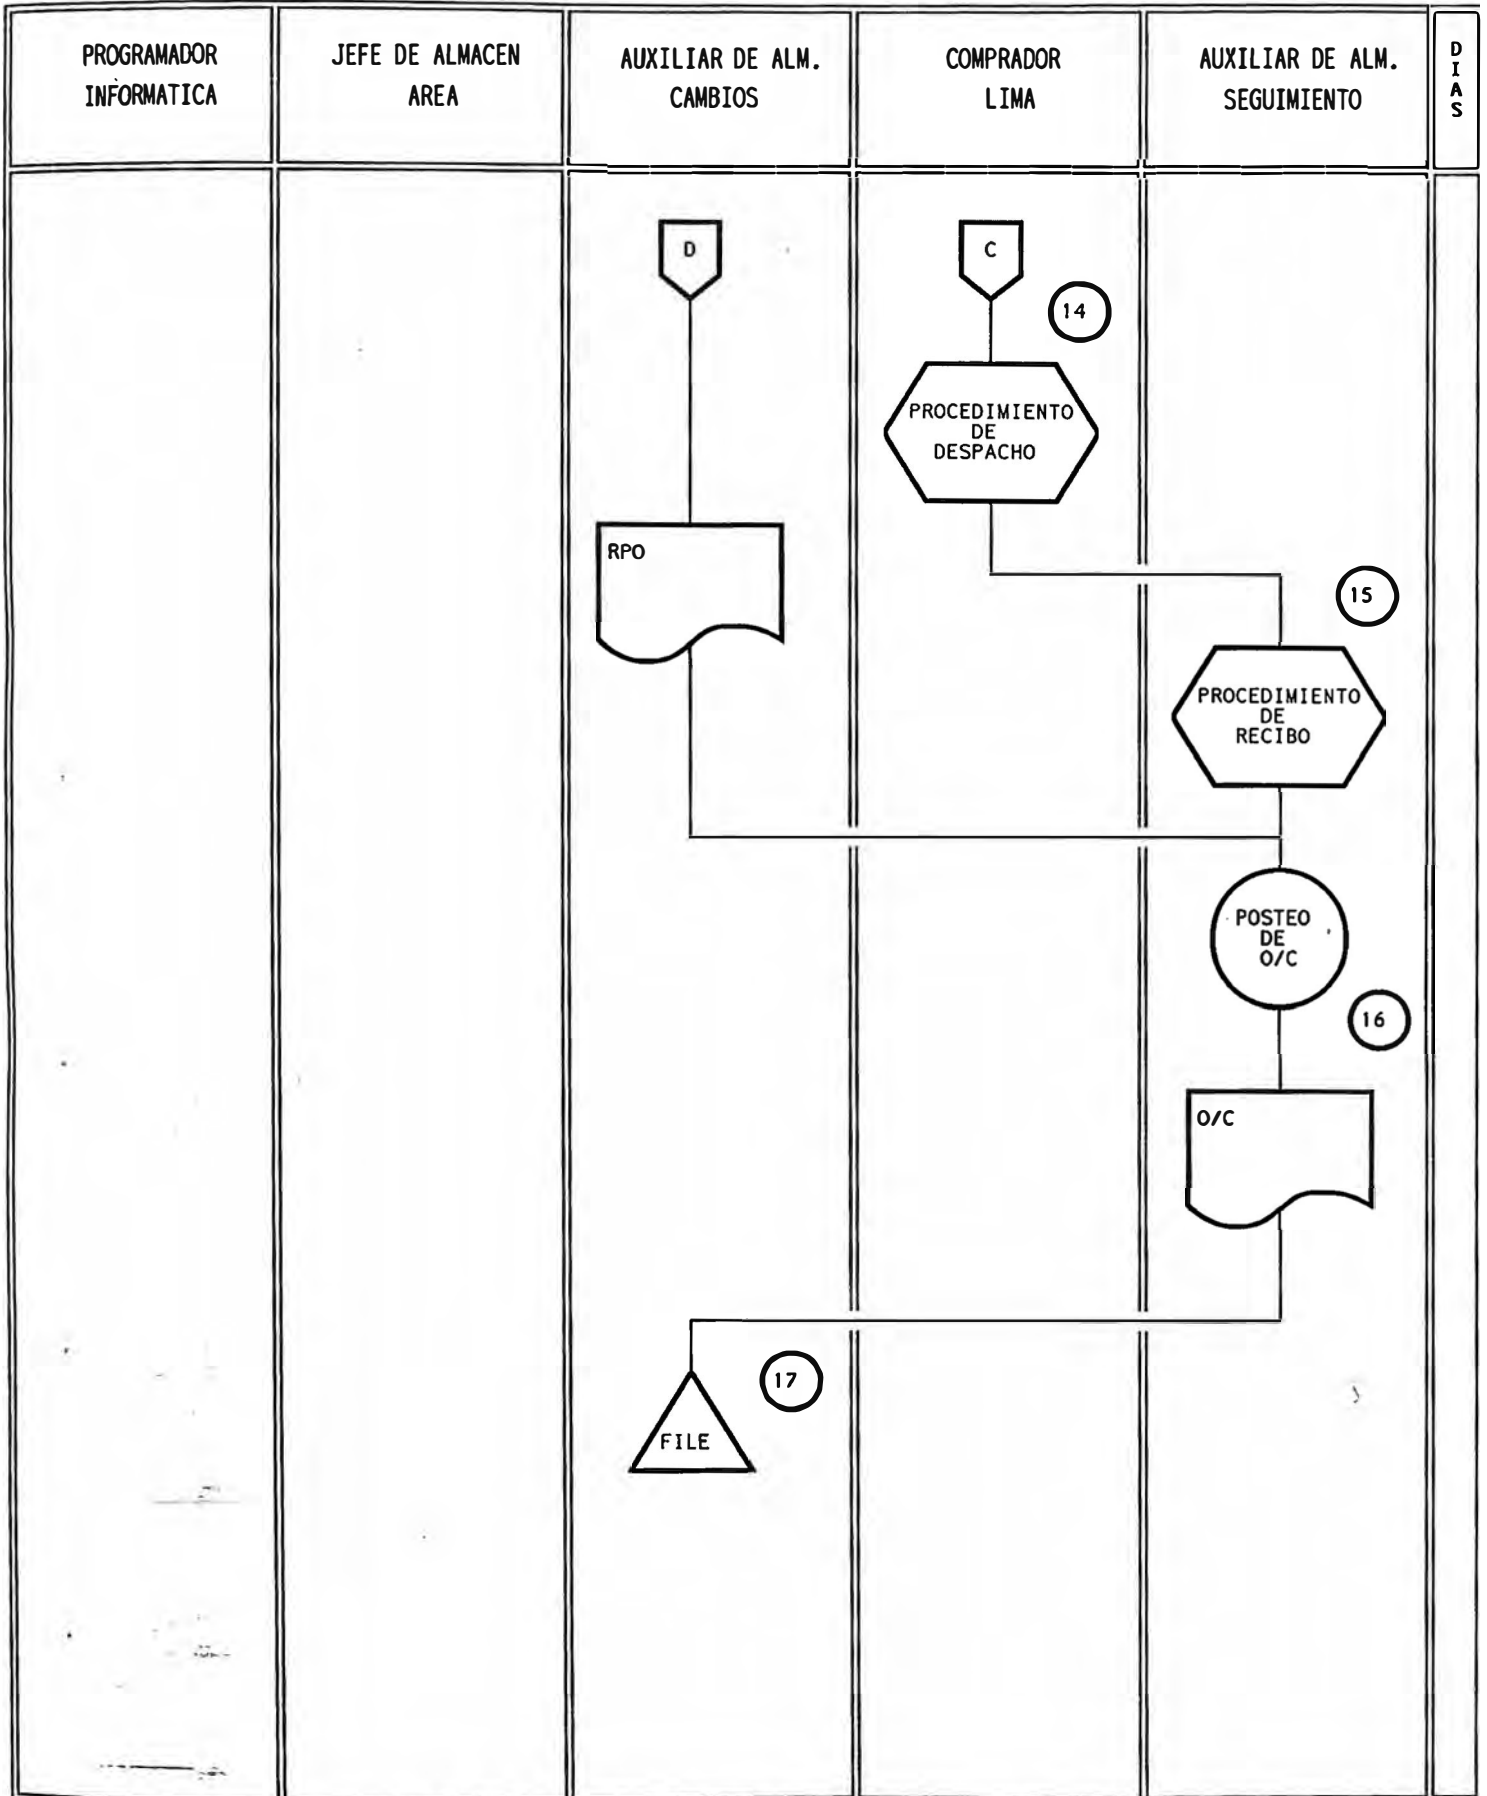 PROGRAMADOR
INFORMATICA
JEFE DE ALMACEN
AREA
AUXILIAR DE ALM.
CAMBIOS
COMPRADOR
LIMA
AUXILIAR DE ALM.
SEGUIMIENTO
DIAS
D
C
14
PROCEDIMIENTO
DE
DESPACHO
RPO
15
PROCEDIMIENTO
DE
RECIBO
POSTEO
DE
O/C
16
O/C
17
FILE